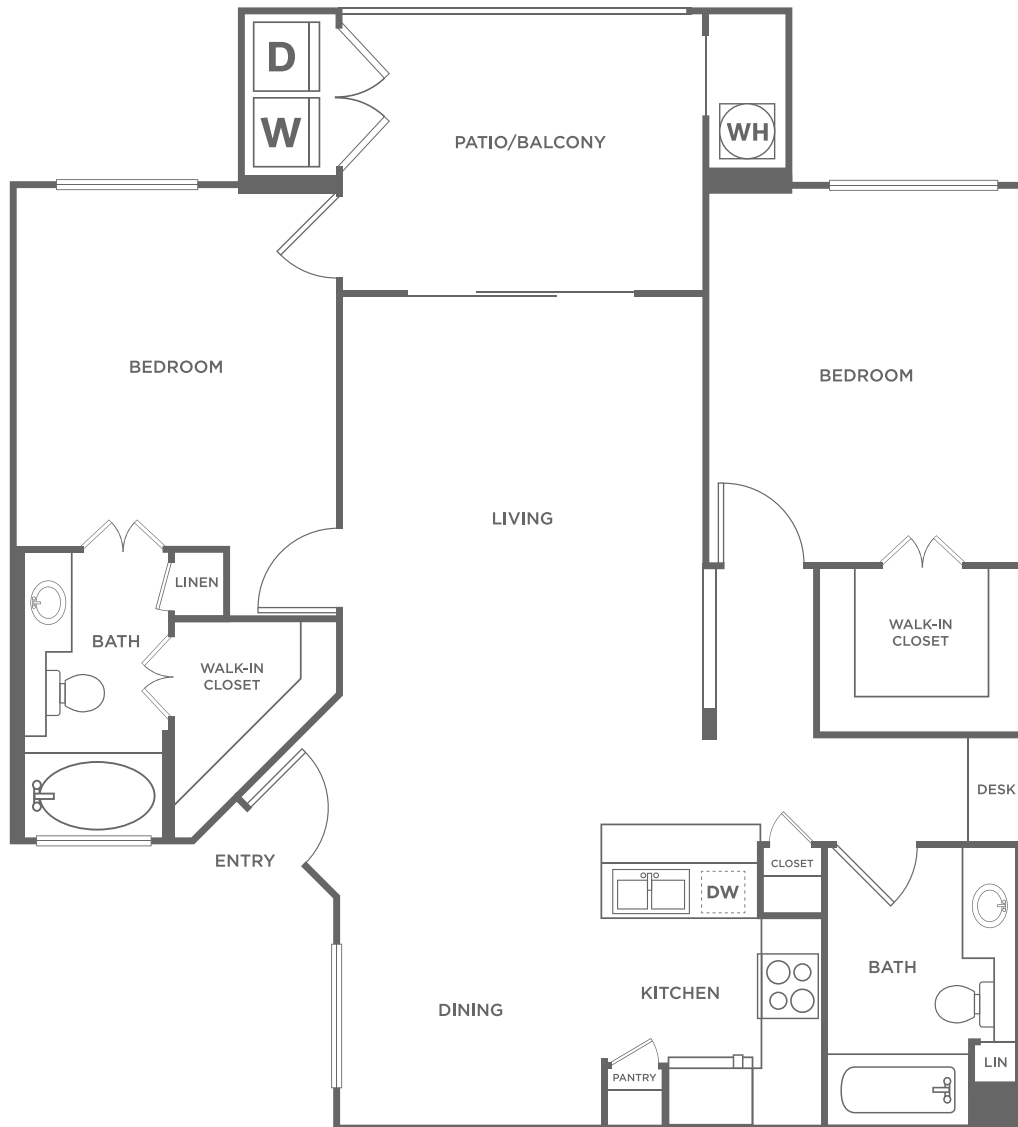 D
W
WH
PATIO/BALCONY
BEDROOM
BEDROOM
LIVING
LINEN
BATH
WALK-IN
CLOSET
WALK-IN
CLOSET
DESK
ENTRY
CLOSET
DW
BATH
KITCHEN
DINING
LIN
PANTRY